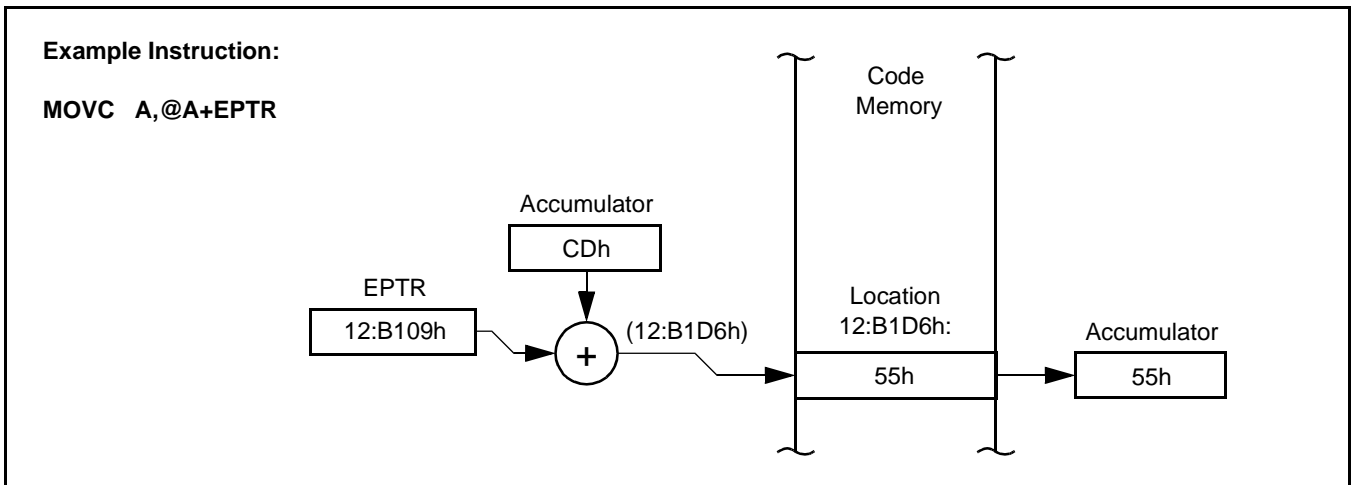 Example Instruction:
MOVC A,@A+EPTR
Code
Memory
Accumulator
CDh
EPTR
12:B109h
+
(12:B1D6h)
Location
12:B1D6h:
55h
Accumulator
55h